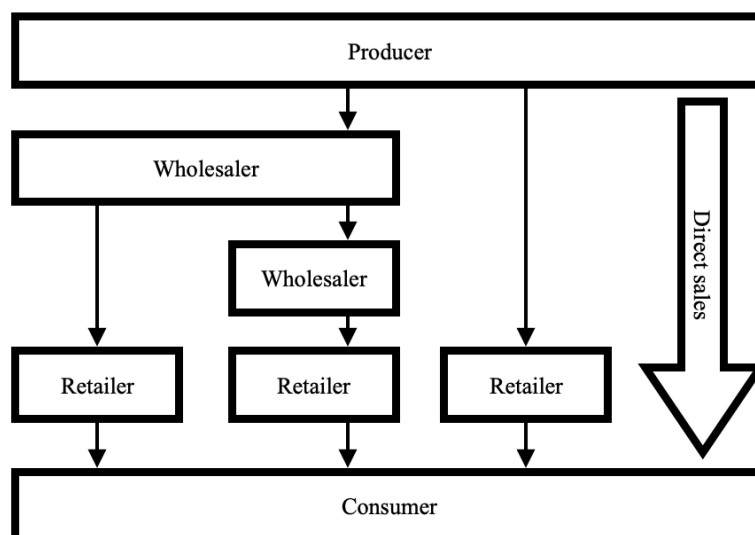 Producer
Wholesaler
Wholesaler
Direct sales
Retailer
Retailer
Retailer
Consumer